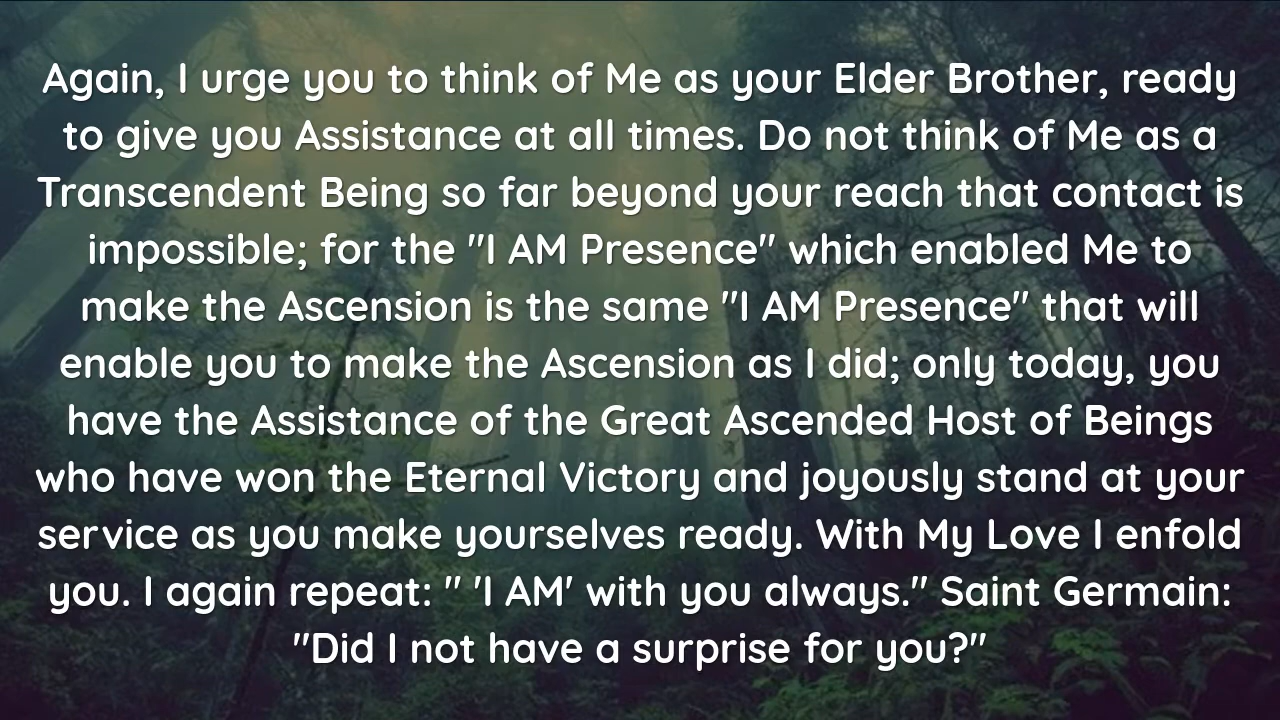 Again, I urge you to think of Me as your Elder Brother, ready
to give you Assistance at all times. Do not think of Me as a
Transcendent Being so far beyond your reach that contact is
impossible; for the "I AM Presence" which enabled Me to
make the Ascension is the same "I AM Presence" that will
enable you to make the Ascension as I did; only today, you
have the Assistance of the Great Ascended Host of Beings
who have won the Eternal Victory and joyously stand at your
service as you make yourselves ready. With My Love I enfold
you. I again repeat: " 'I AM' with you always." Saint Germain:
"Did I not have a surprise for you?"